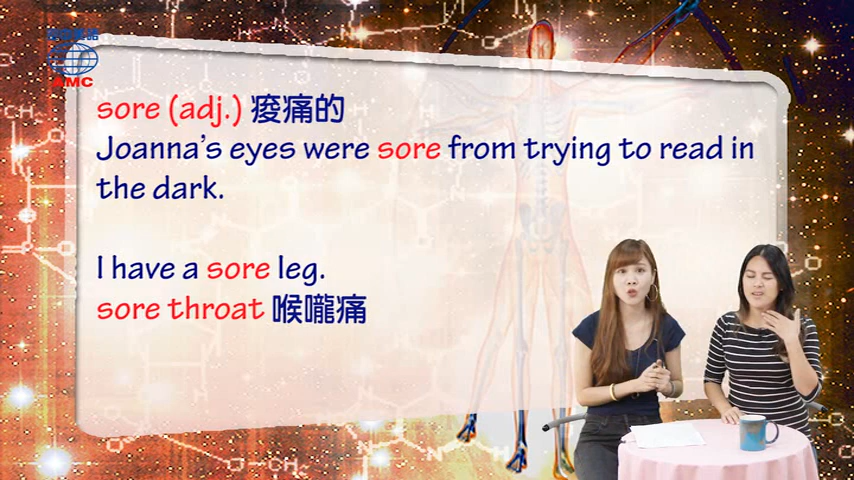 AMC
sore (adj.) 痠痛的
Joanna's eyes were sore from trying to read in
the dark.
I have a sore leg.
sore throat 喉嚨痛